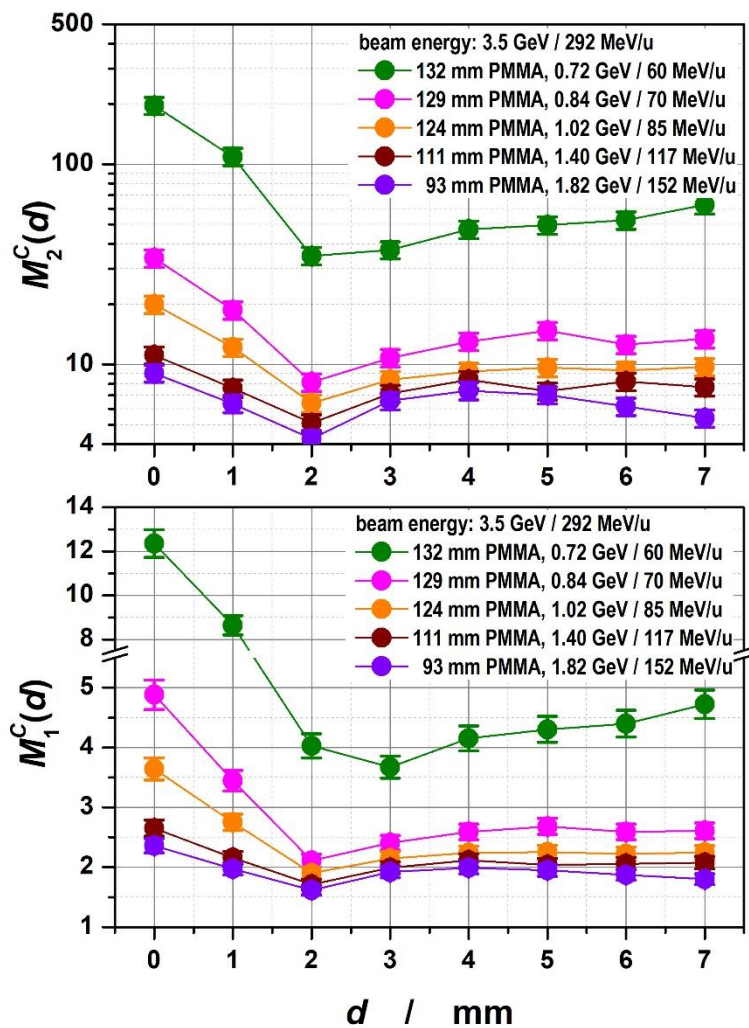 500
beam energy: 3.5 GeV / 292 MeV/u
132 mm PMMA, 0.72 GeV / 60 MeV/u
129 mm PMMA, 0.84 GeV / 70 MeV/u
124 mm PMMA, 1.02 GeV / 85 MeV/u
111 mm PMMA, 1.40 GeV / 117 MeV/u
93 mm PMMA, 1.82 GeV / 152 MeV/u
100
M₂ᶜ(d)
10
4
0 1 2 3 4 5 6 7
14
beam energy: 3.5 GeV / 292 MeV/u
132 mm PMMA, 0.72 GeV / 60 MeV/u
129 mm PMMA, 0.84 GeV / 70 MeV/u
124 mm PMMA, 1.02 GeV / 85 MeV/u
111 mm PMMA, 1.40 GeV / 117 MeV/u
93 mm PMMA, 1.82 GeV / 152 MeV/u
12
10
8
M₁ᶜ(d)
5
4
3
2
1
0 1 2 3 4 5 6 7
d / mm